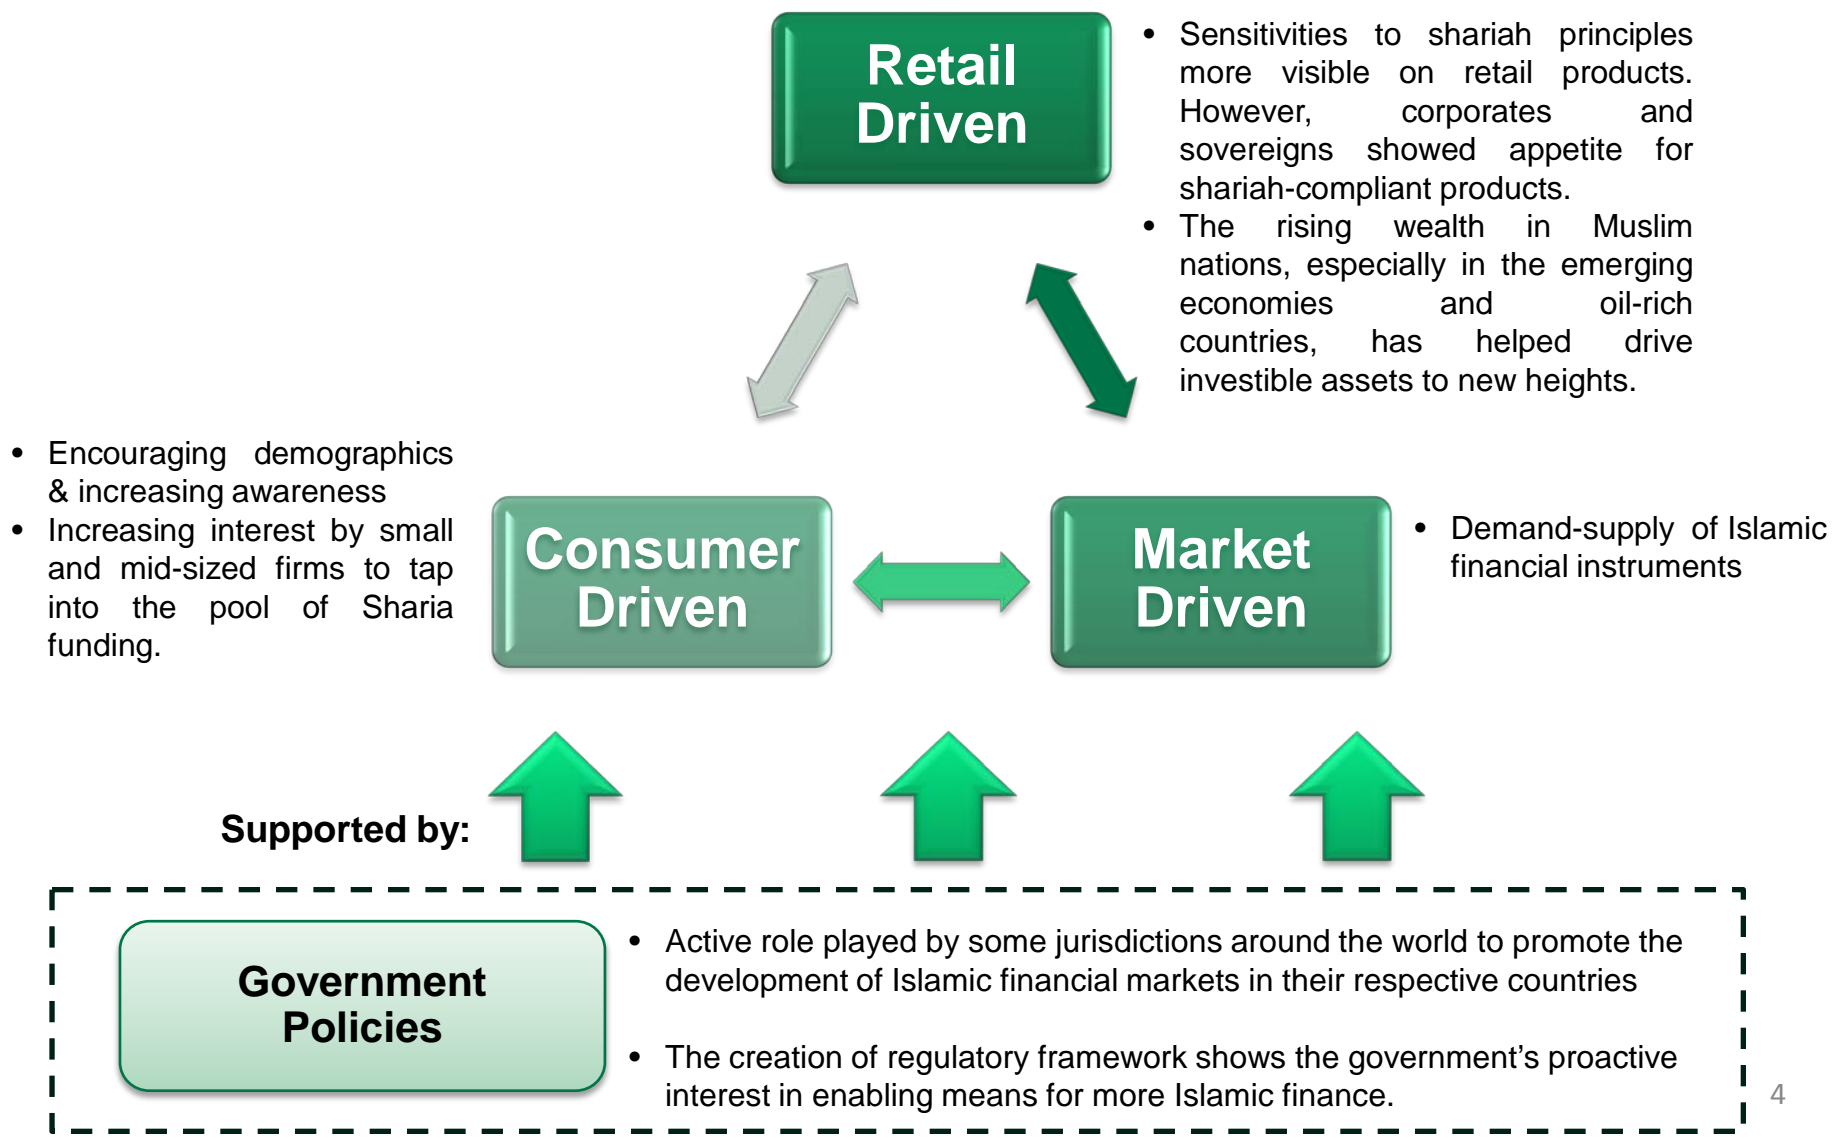 Retail
Driven
• Sensitivities to shariah principles
more visible on retail products.
However, corporates and
sovereigns showed appetite for
shariah-compliant products.
• The rising wealth in Muslim
nations, especially in the emerging
economies and oil-rich
countries, has helped drive
investible assets to new heights.
• Encouraging demographics
& increasing awareness
• Increasing interest by small
and mid-sized firms to tap
into the pool of Sharia
funding.
Consumer
Driven
Market
Driven
• Demand-supply of Islamic
financial instruments
Supported by:
Government
Policies
• Active role played by some jurisdictions around the world to promote the
development of Islamic financial markets in their respective countries
• The creation of regulatory framework shows the government’s proactive
interest in enabling means for more Islamic finance.
4